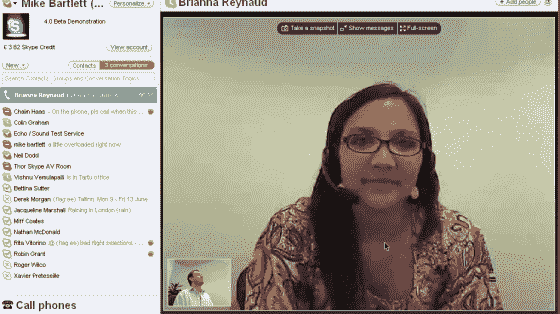 Mike Bartlett (...
Personalize
4.0 Beta Demonstration
£ 3.62 Skype Credit
View account
New
Contacts
3 conversations
Search Contacts, Groups and Conversation Topics
Brianna Reynaud
Chaim Haas - On the phone, pls call when this ...
Colin Graham
Echo / Sound Test Service
mike bartlett a little overloaded right now
Neil Dodd
Thor Skype AV Room
Vishnu Vemulapalli is in Tartu office
Bettina Sutter
Derek Morgan (flag:ee) Tallinn, Mon 9 - Fri 13 June
Jacqueline Marshall Raining in London (rain)
Miff Coates
Nathan McDonald
Rita Vitorino @ (flag:es) bad flight selections - ...
Robin Grant
Roger Wilco
Xavier Preteseille
Call phones
Brianna Reynaud
Add people
Take a snapshot
Show messages
Full-screen